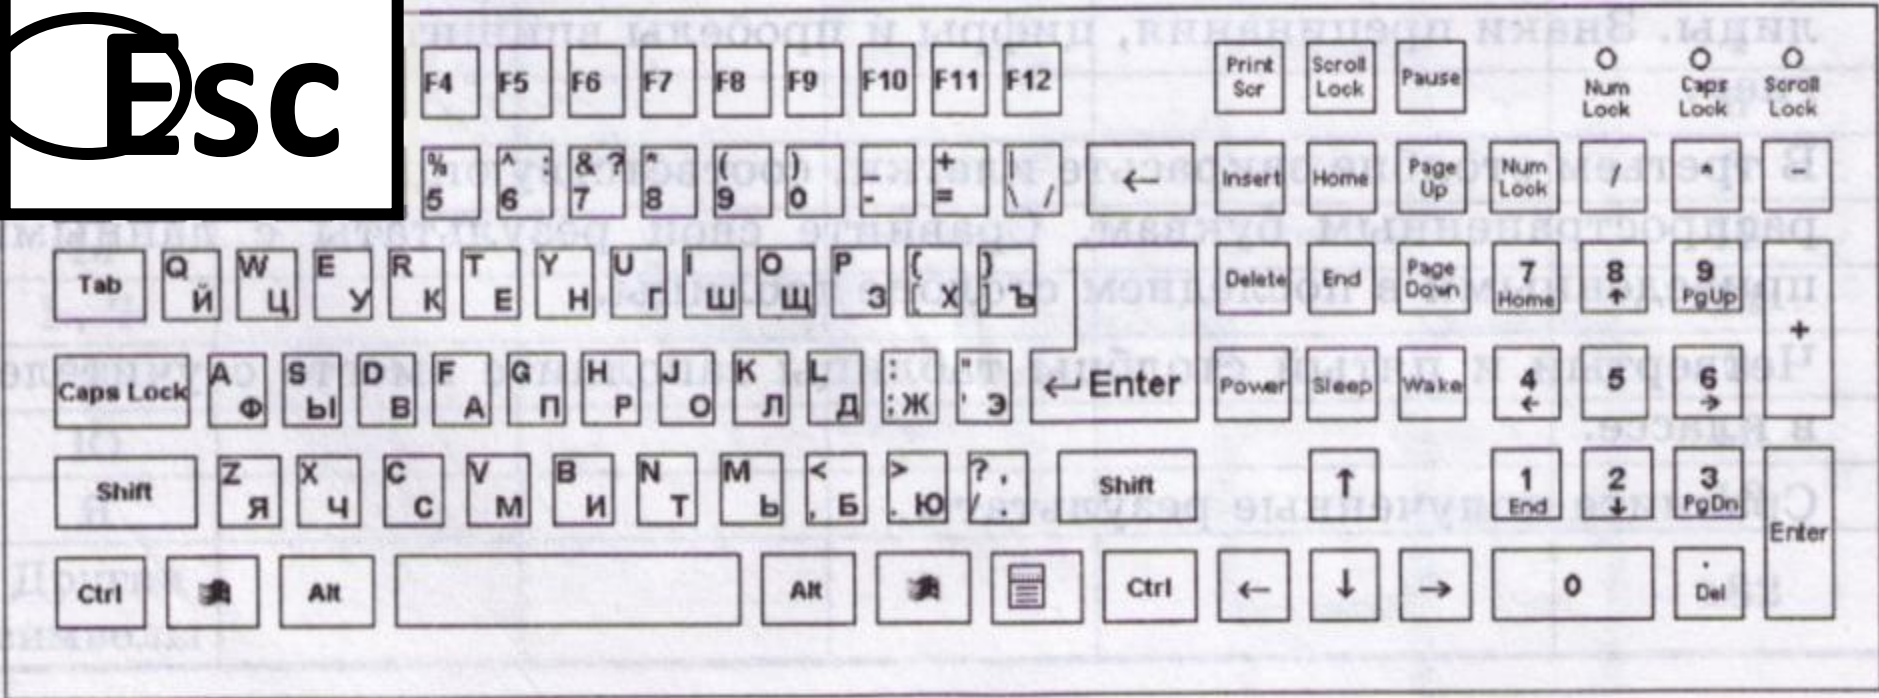 Esc
F4 F5 F6 F7 F8 F9 F10 F11 F12 Print Scr Scroll Lock Pause Num Lock Caps Lock Scroll Lock
% 5 ^ : 6 & ? 7 * 8 ( 9 ) 0 _ - + = | \ / ← Insert Home Page Up Num Lock / * -
Tab Q Й W Ц E У R К T Е Y Н U Г I Ш O Щ P З { [ Х } ] Ъ Delete End Page Down 7 Home 8 ↑ 9 PgUp +
Caps Lock A Ф S Ы D В F А G П H Р J О K Л L Д : ; Ж " ' Э ↵ Enter Power Sleep Wake 4 ← 5 6 →
Shift Z Я X Ч C С V М B И N Т M Ь < , Б > . Ю ? , / . Shift ↑ 1 End 2 ↓ 3 PgDn Enter
Ctrl Alt Alt Ctrl ← ↓ → 0 . Del